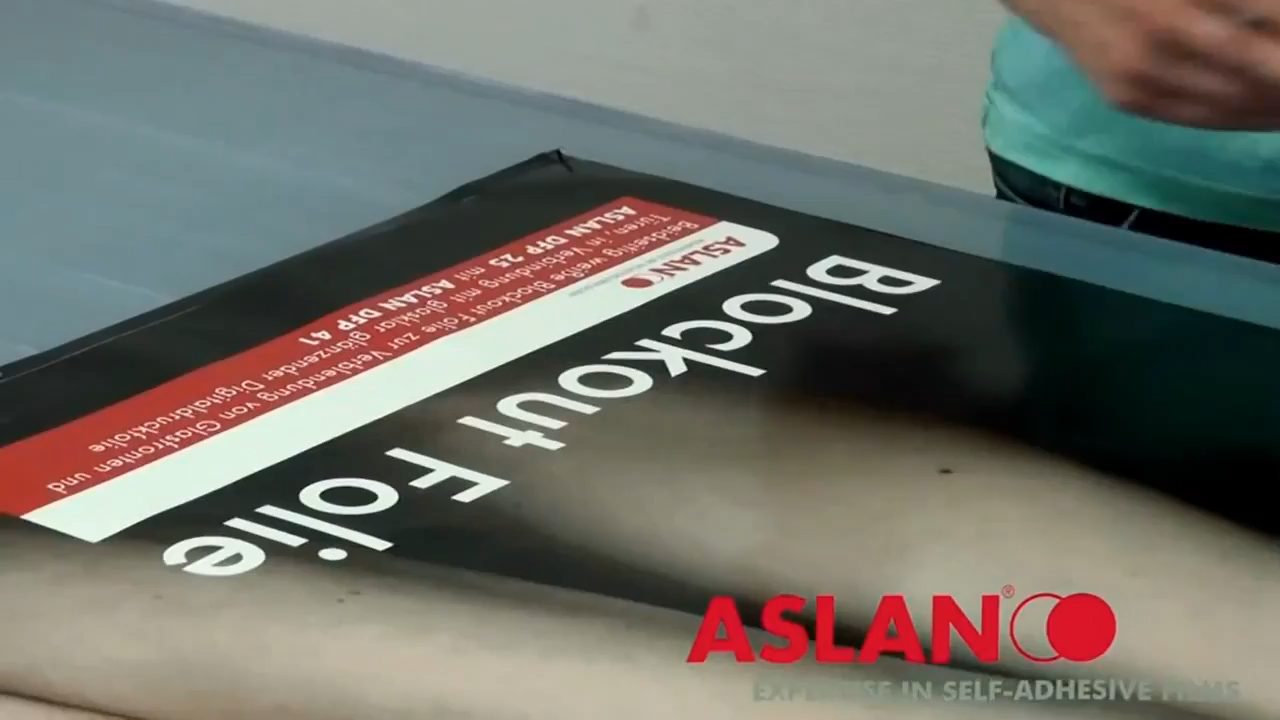 Blockout Folie
ASLAN
Beidseitig weiße Blockout Folie zur Verblendung von Glasfronten und
Türen, in Verbindung mit glasklar glänzender Digitaldruckfolie
ASLAN DFP 25 mit ASLAN DFP 41
ASLAN®
EXPERTISE IN SELF-ADHESIVE FILMS